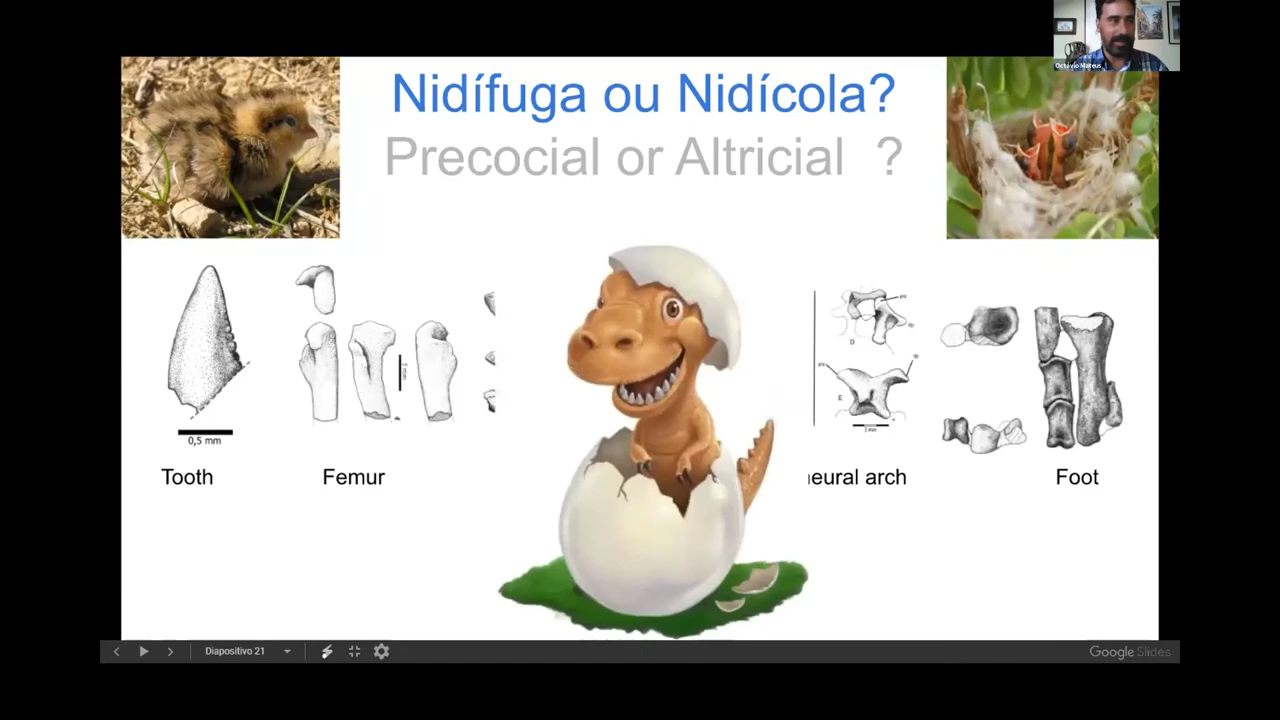 Octávio Mateus
Nidífuga ou Nidícola?
Precocial or Altricial ?
0,5 mm
D
E
Tooth
Femur
eural arch
Foot
Diapositivo 21
Google Slides